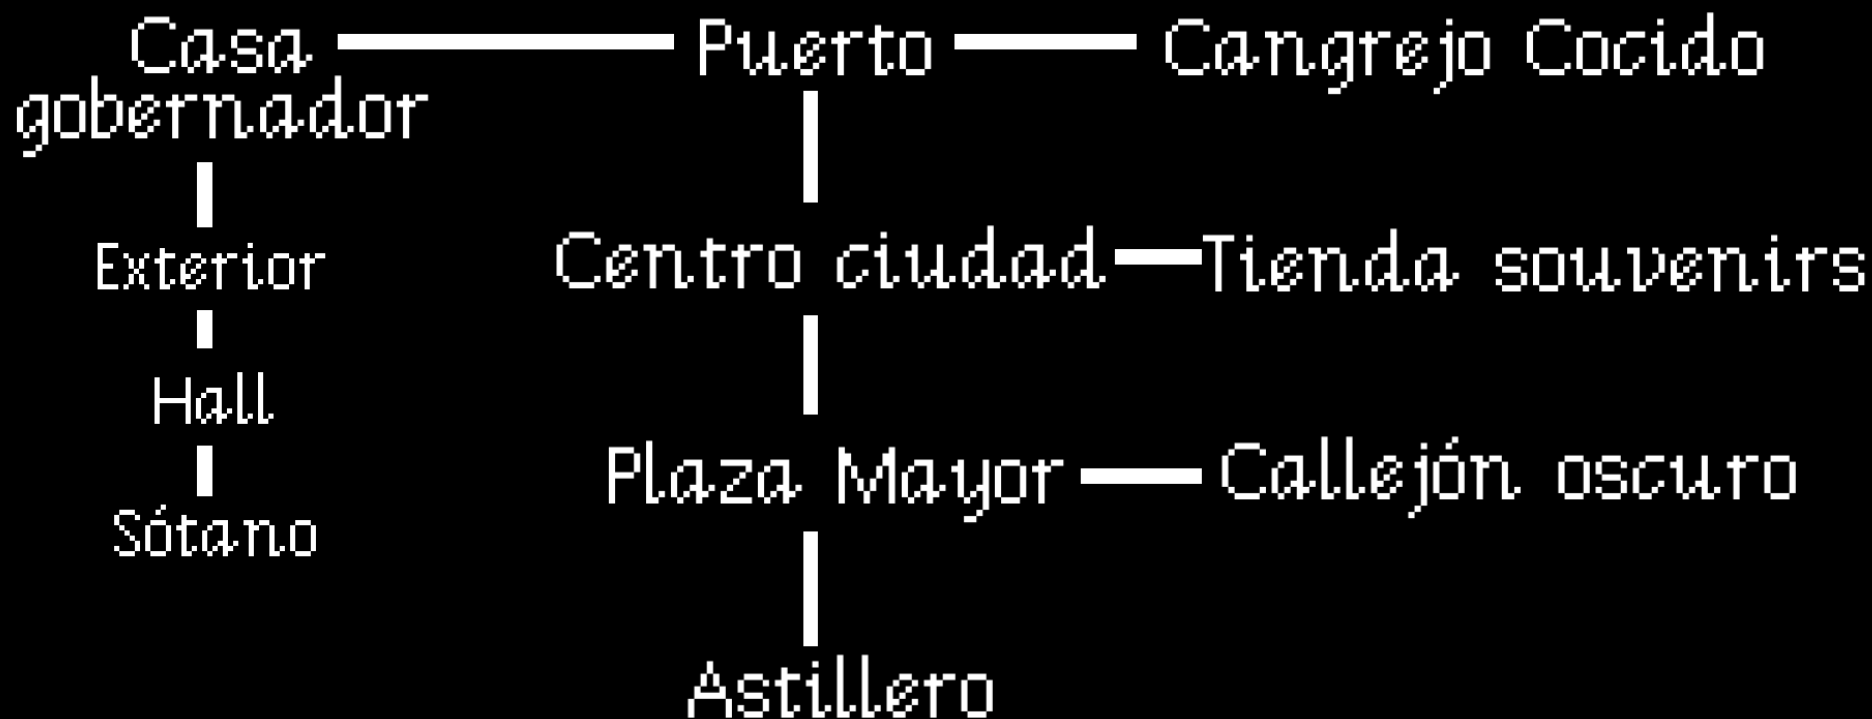 Casa
gobernador
Puerto
Cangrejo Cocido
Exterior
Centro ciudad
Tienda souvenirs
Hall
Plaza Mayor
Callejón oscuro
Sótano
Astillero